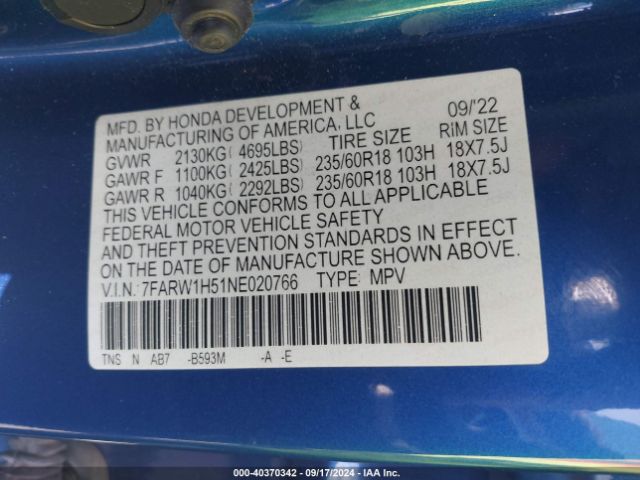 MFD. BY HONDA DEVELOPMENT & 09/'22
MANUFACTURING OF AMERICA, LLC
GVWR 2130KG( 4695LBS) TIRE SIZE RIM SIZE
GAWR F 1100KG( 2425LBS) 235/60R18 103H 18X7.5J
GAWR R 1040KG( 2292LBS) 235/60R18 103H 18X7.5J
THIS VEHICLE CONFORMS TO ALL APPLICABLE
FEDERAL MOTOR VEHICLE SAFETY
AND THEFT PREVENTION STANDARDS IN EFFECT
ON THE DATE OF MANUFACTURE SHOWN ABOVE.
V.I.N.: 7FARW1H51NE020766 TYPE: MPV
TNS N AB7 -B593M -A -E
00-40370342 - 09/17/2024 - IAA Inc.